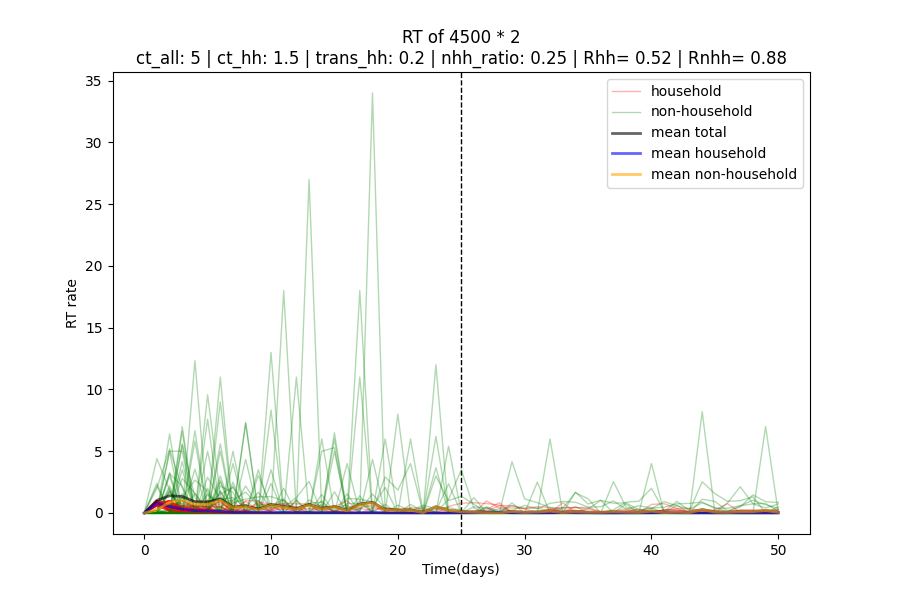 RT of 4500 * 2
ct_all: 5 | ct_hh: 1.5 | trans_hh: 0.2 | nhh_ratio: 0.25 | Rhh= 0.52 | Rnhh= 0.88
household
non-household
mean total
mean household
mean non-household
RT rate
35
30
25
20
15
10
5
0
0 10 20 30 40 50
Time(days)